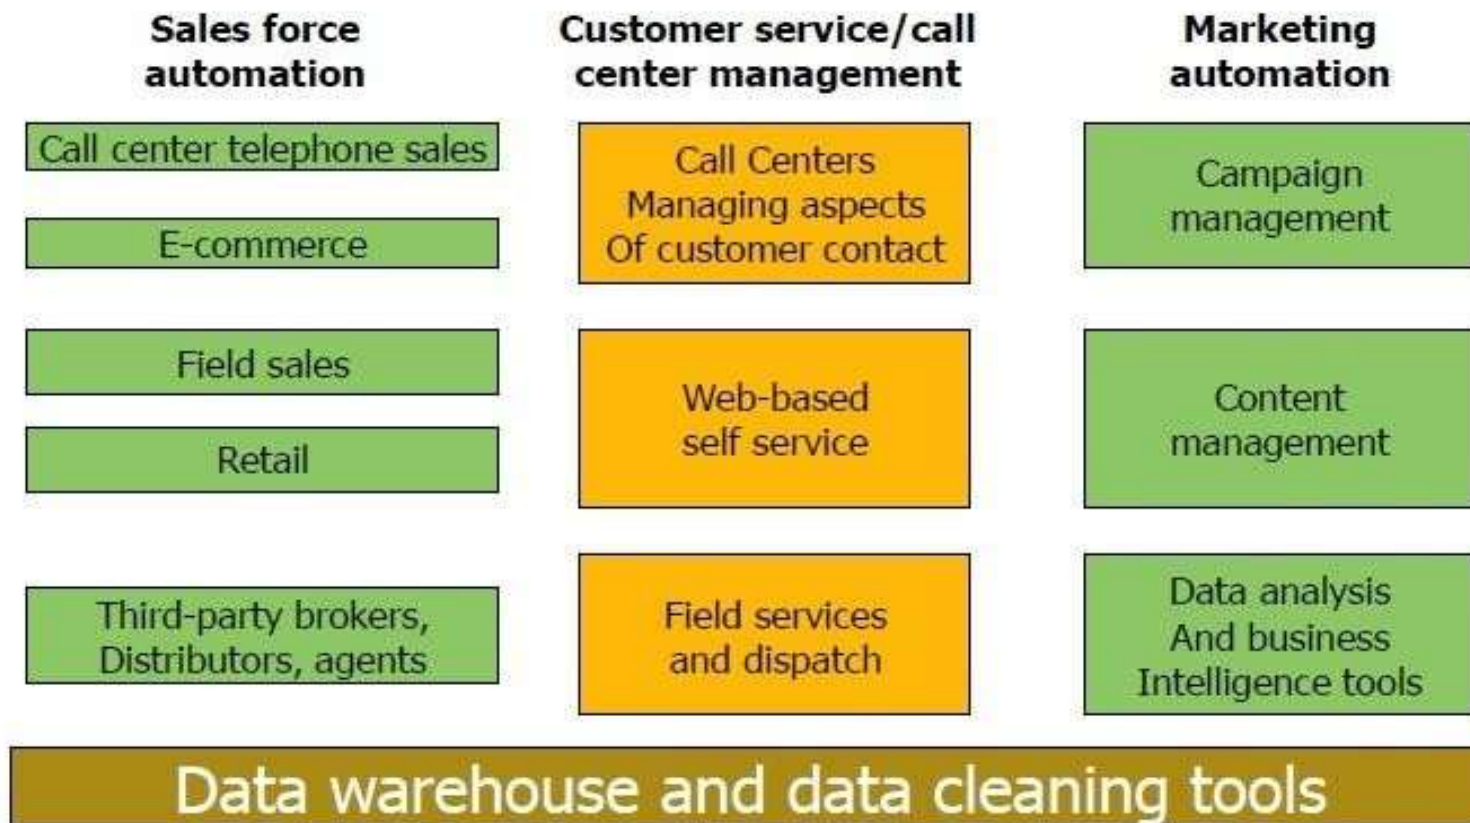 Sales force
automation
Call center telephone sales
E-commerce
Field sales
Retail
Third-party brokers,
Distributors, agents
Customer service/call
center management
Call Centers
Managing aspects
Of customer contact
Web-based
self service
Field services
and dispatch
Marketing
automation
Campaign
management
Content
management
Data analysis
And business
Intelligence tools
Data warehouse and data cleaning tools